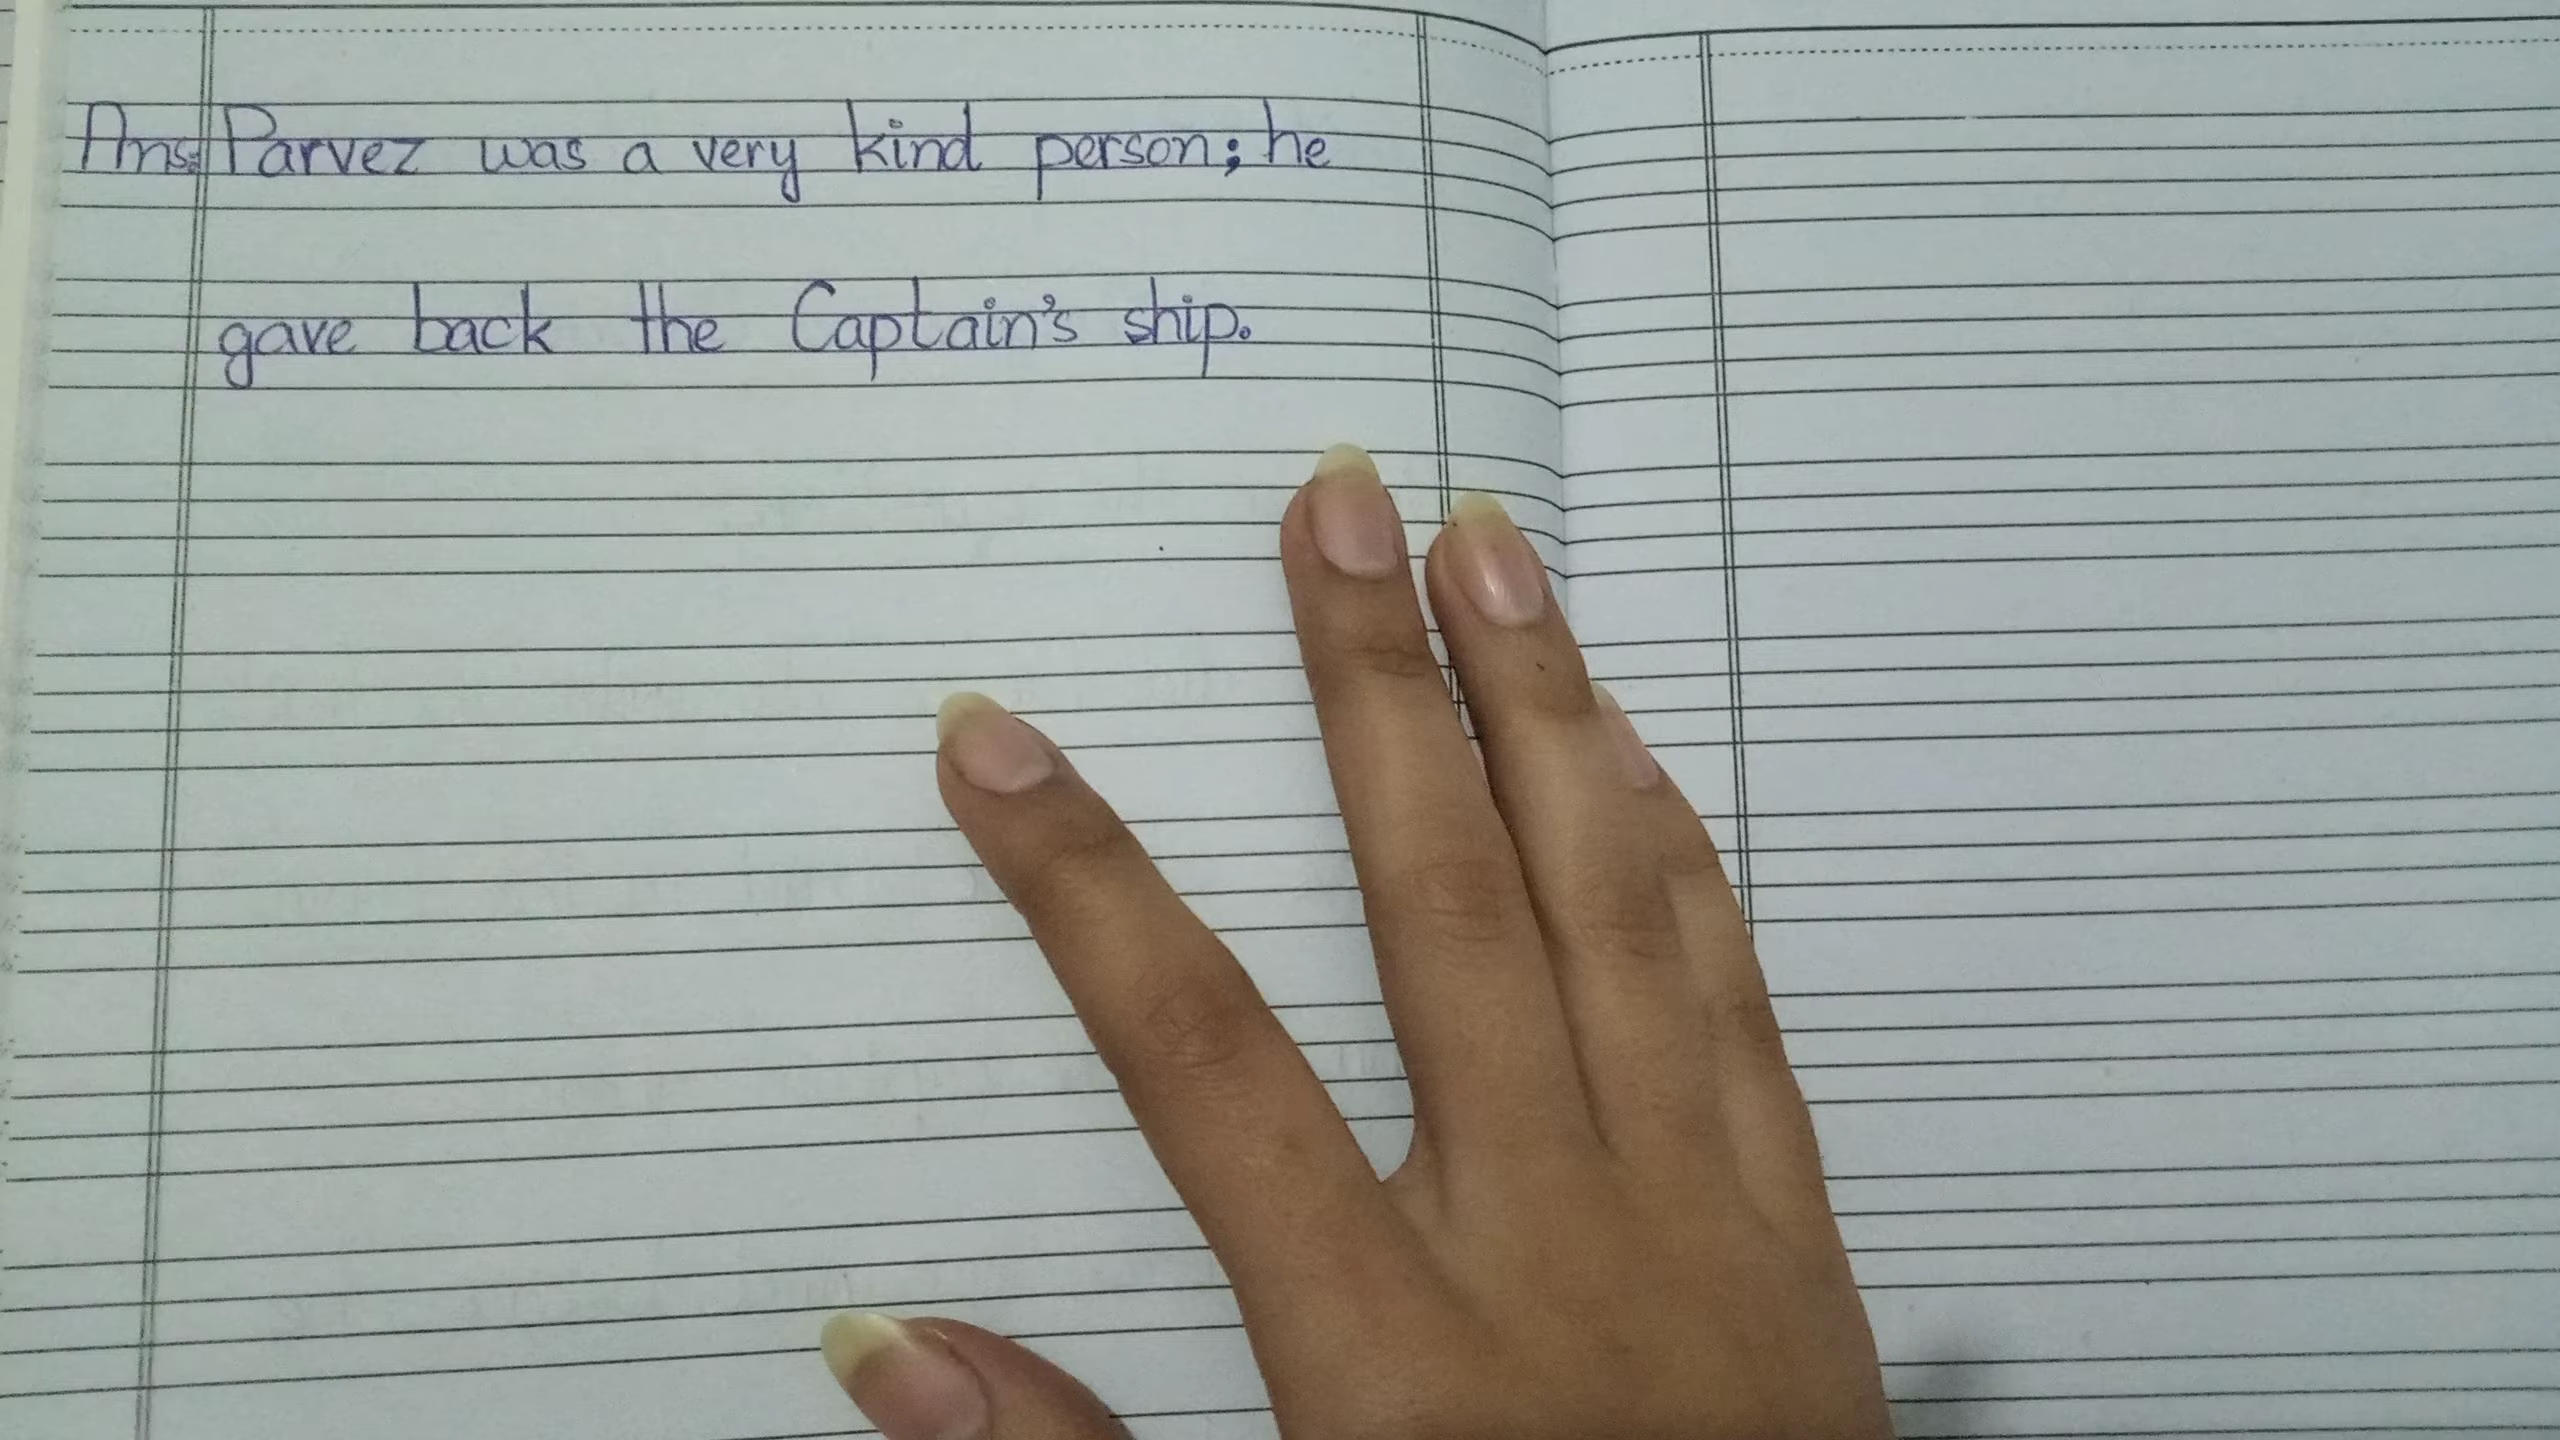 Ans: Parvez was a very kind person; he
gave back the Captain's ship.